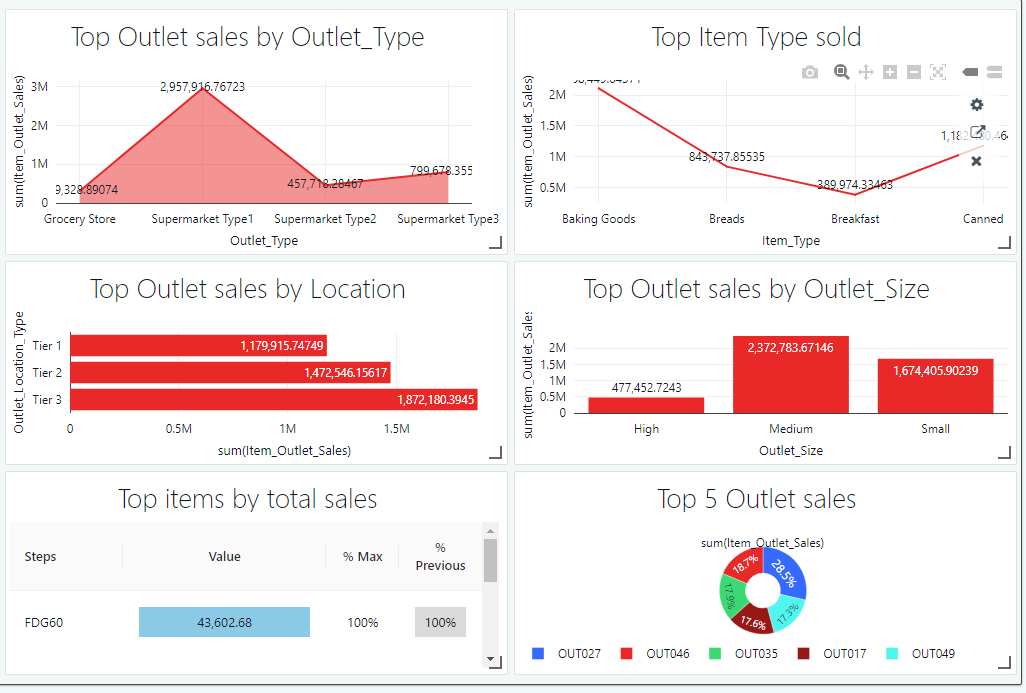 Top Outlet sales by Outlet_Type
sum(Item_Outlet_Sales)
3M
2M
1M
0
2,957,916.76723
9,328.89074
457,718.28467
799,678.355
Grocery Store
Supermarket Type1
Supermarket Type2
Supermarket Type3
Outlet_Type
Top Item Type sold
sum(Item_Outlet_Sales)
2M
1.5M
1M
0.5M
843,737.85535
389,974.33463
Baking Goods
Breads
Breakfast
Canned
Item_Type
Top Outlet sales by Location
Outlet_Location_Type
Tier 1
Tier 2
Tier 3
1,179,915.74749
1,472,546.15617
1,872,180.3945
0
0.5M
1M
1.5M
sum(Item_Outlet_Sales)
Top Outlet sales by Outlet_Size
sum(Item_Outlet_Sales
2M
1.5M
1M
0.5M
0
477,452.7243
2,372,783.67146
1,674,405.90239
High
Medium
Small
Outlet_Size
Top items by total sales
Steps
Value
% Max
%
Previous
FDG60
43,602.68
100%
100%
Top 5 Outlet sales
sum(Item_Outlet_Sales)
18.7%
28.5%
17.9%
17.6%
17.3%
OUT027
OUT046
OUT035
OUT017
OUT049